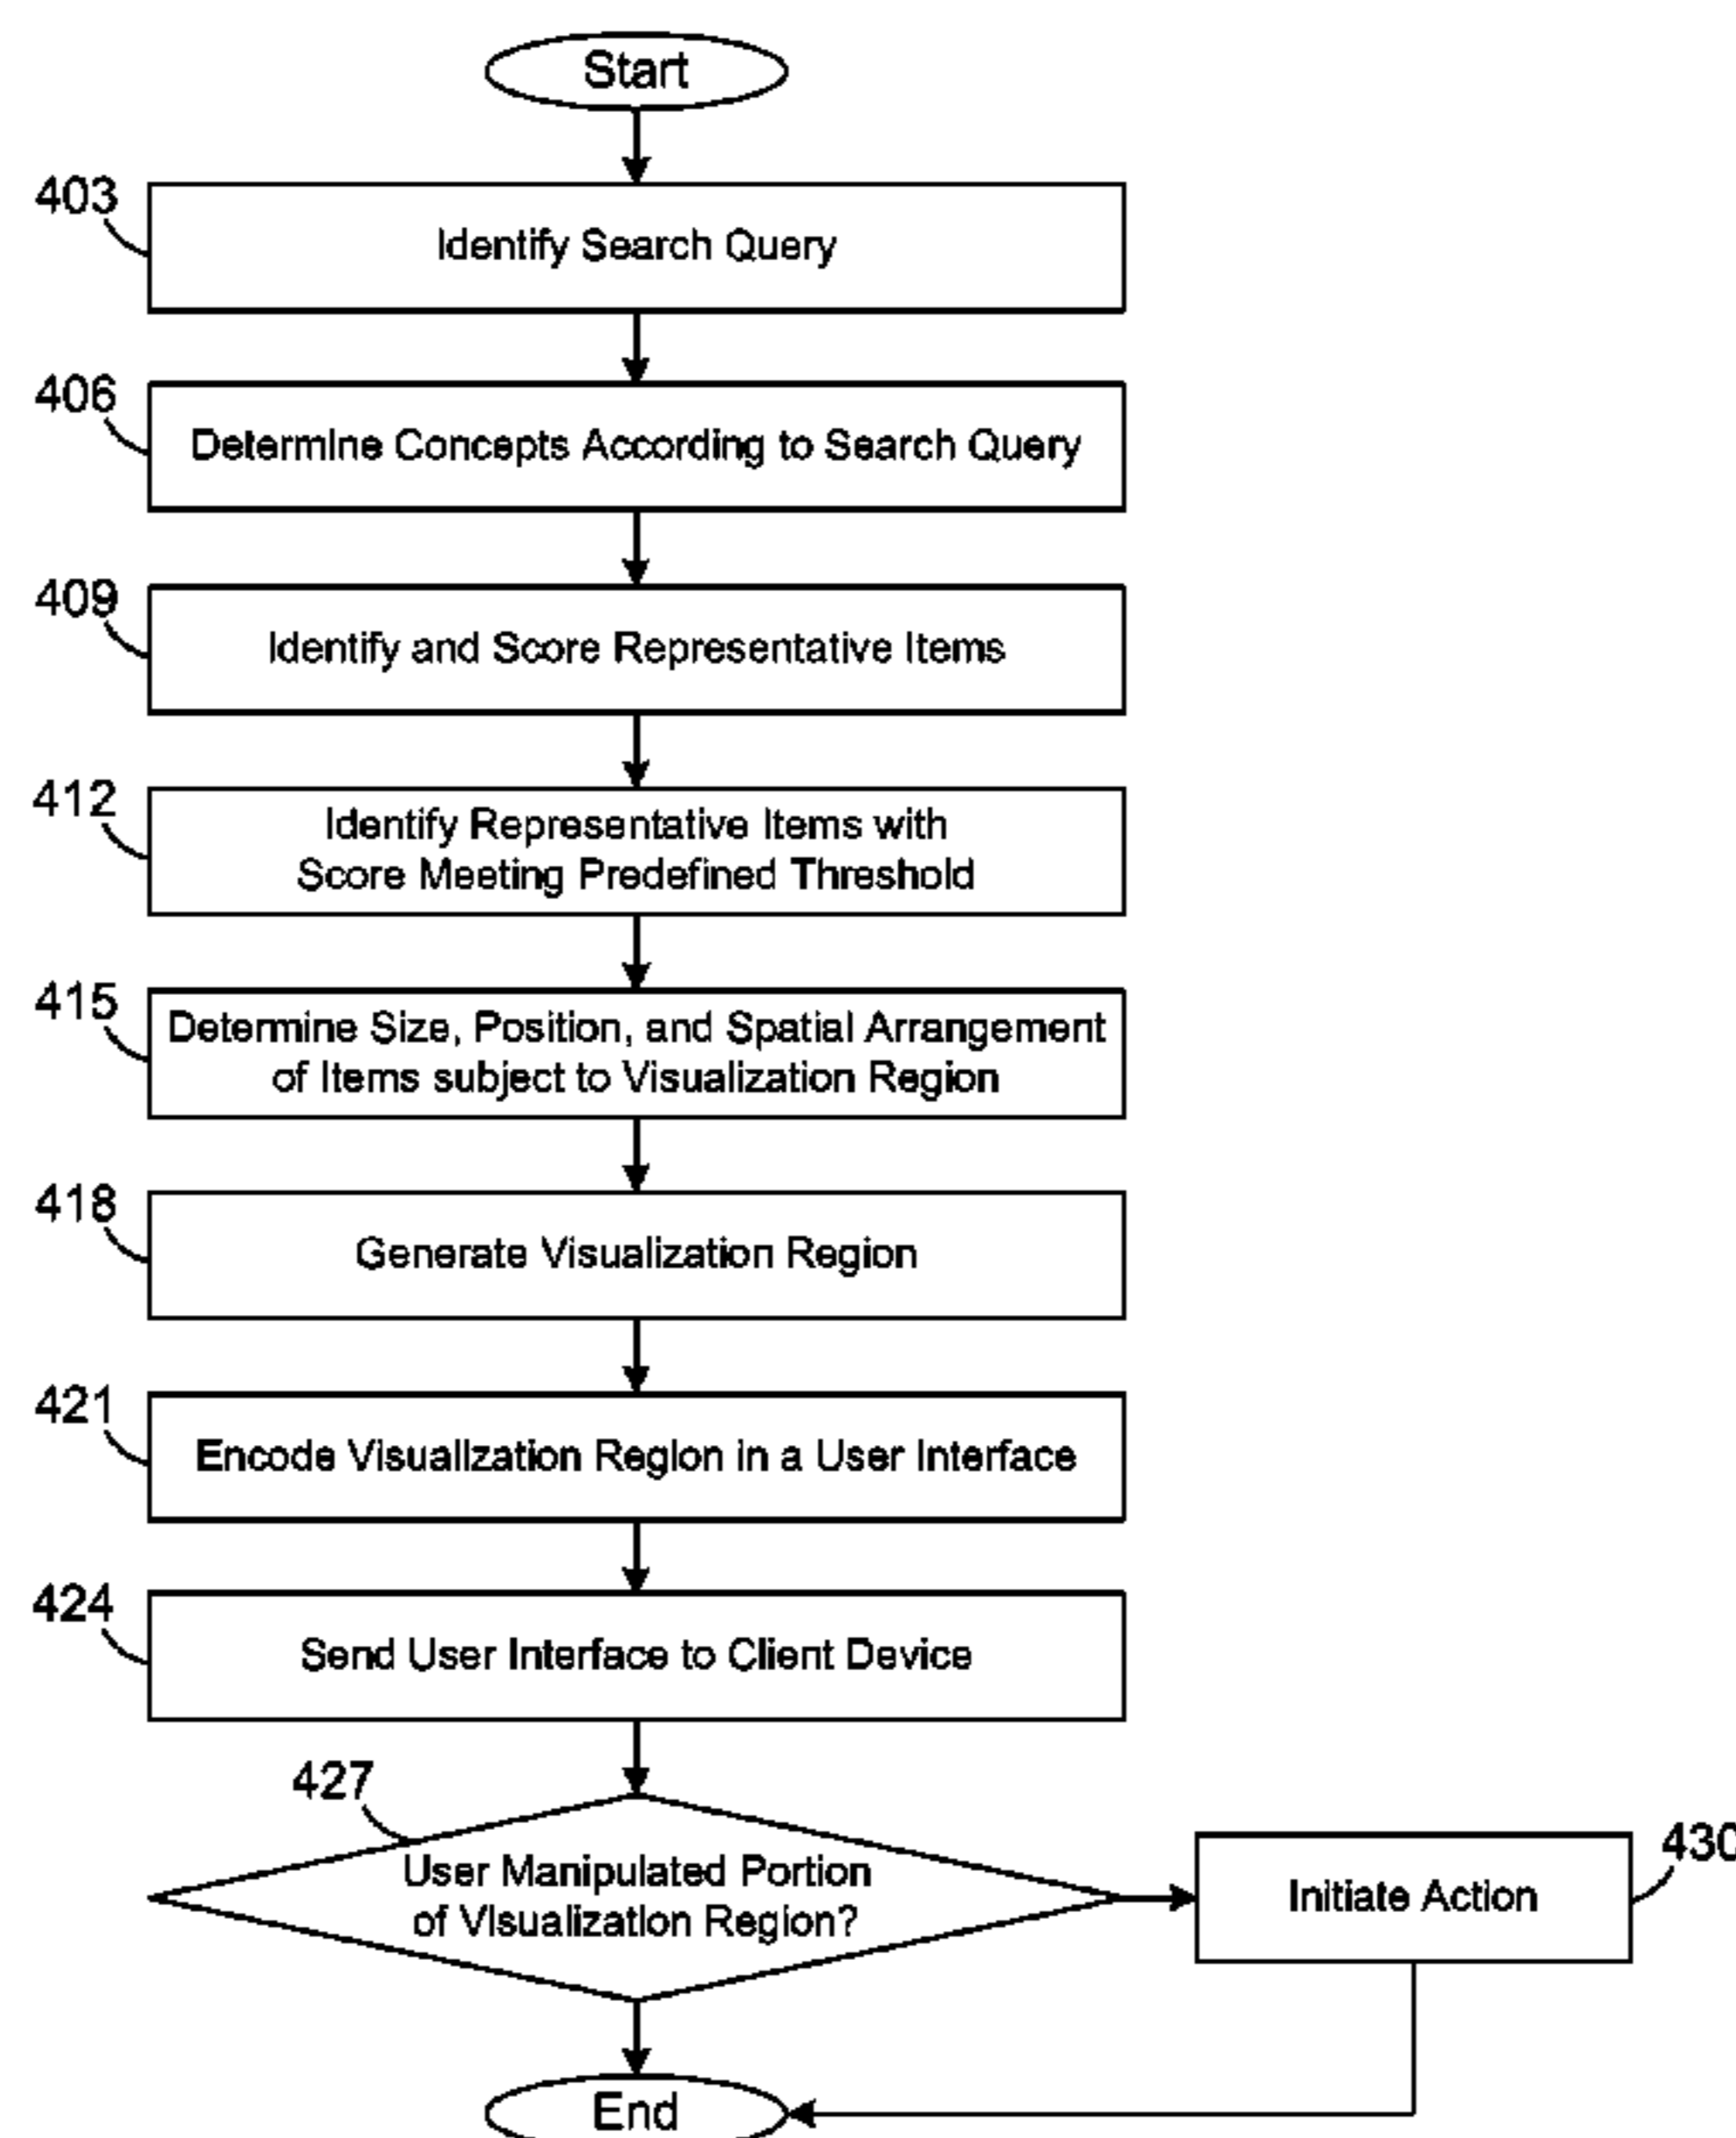 Start
403
Identify Search Query
406
Determine Concepts According to Search Query
409
Identify and Score Representative Items
412
Identify Representative Items with
Score Meeting Predefined Threshold
415
Determine Size, Position, and Spatial Arrangement
of Items subject to Visualization Region
418
Generate Visualization Region
421
Encode Visualization Region in a User Interface
424
Send User Interface to Client Device
427
User Manipulated Portion
of Visualization Region?
430
Initiate Action
End